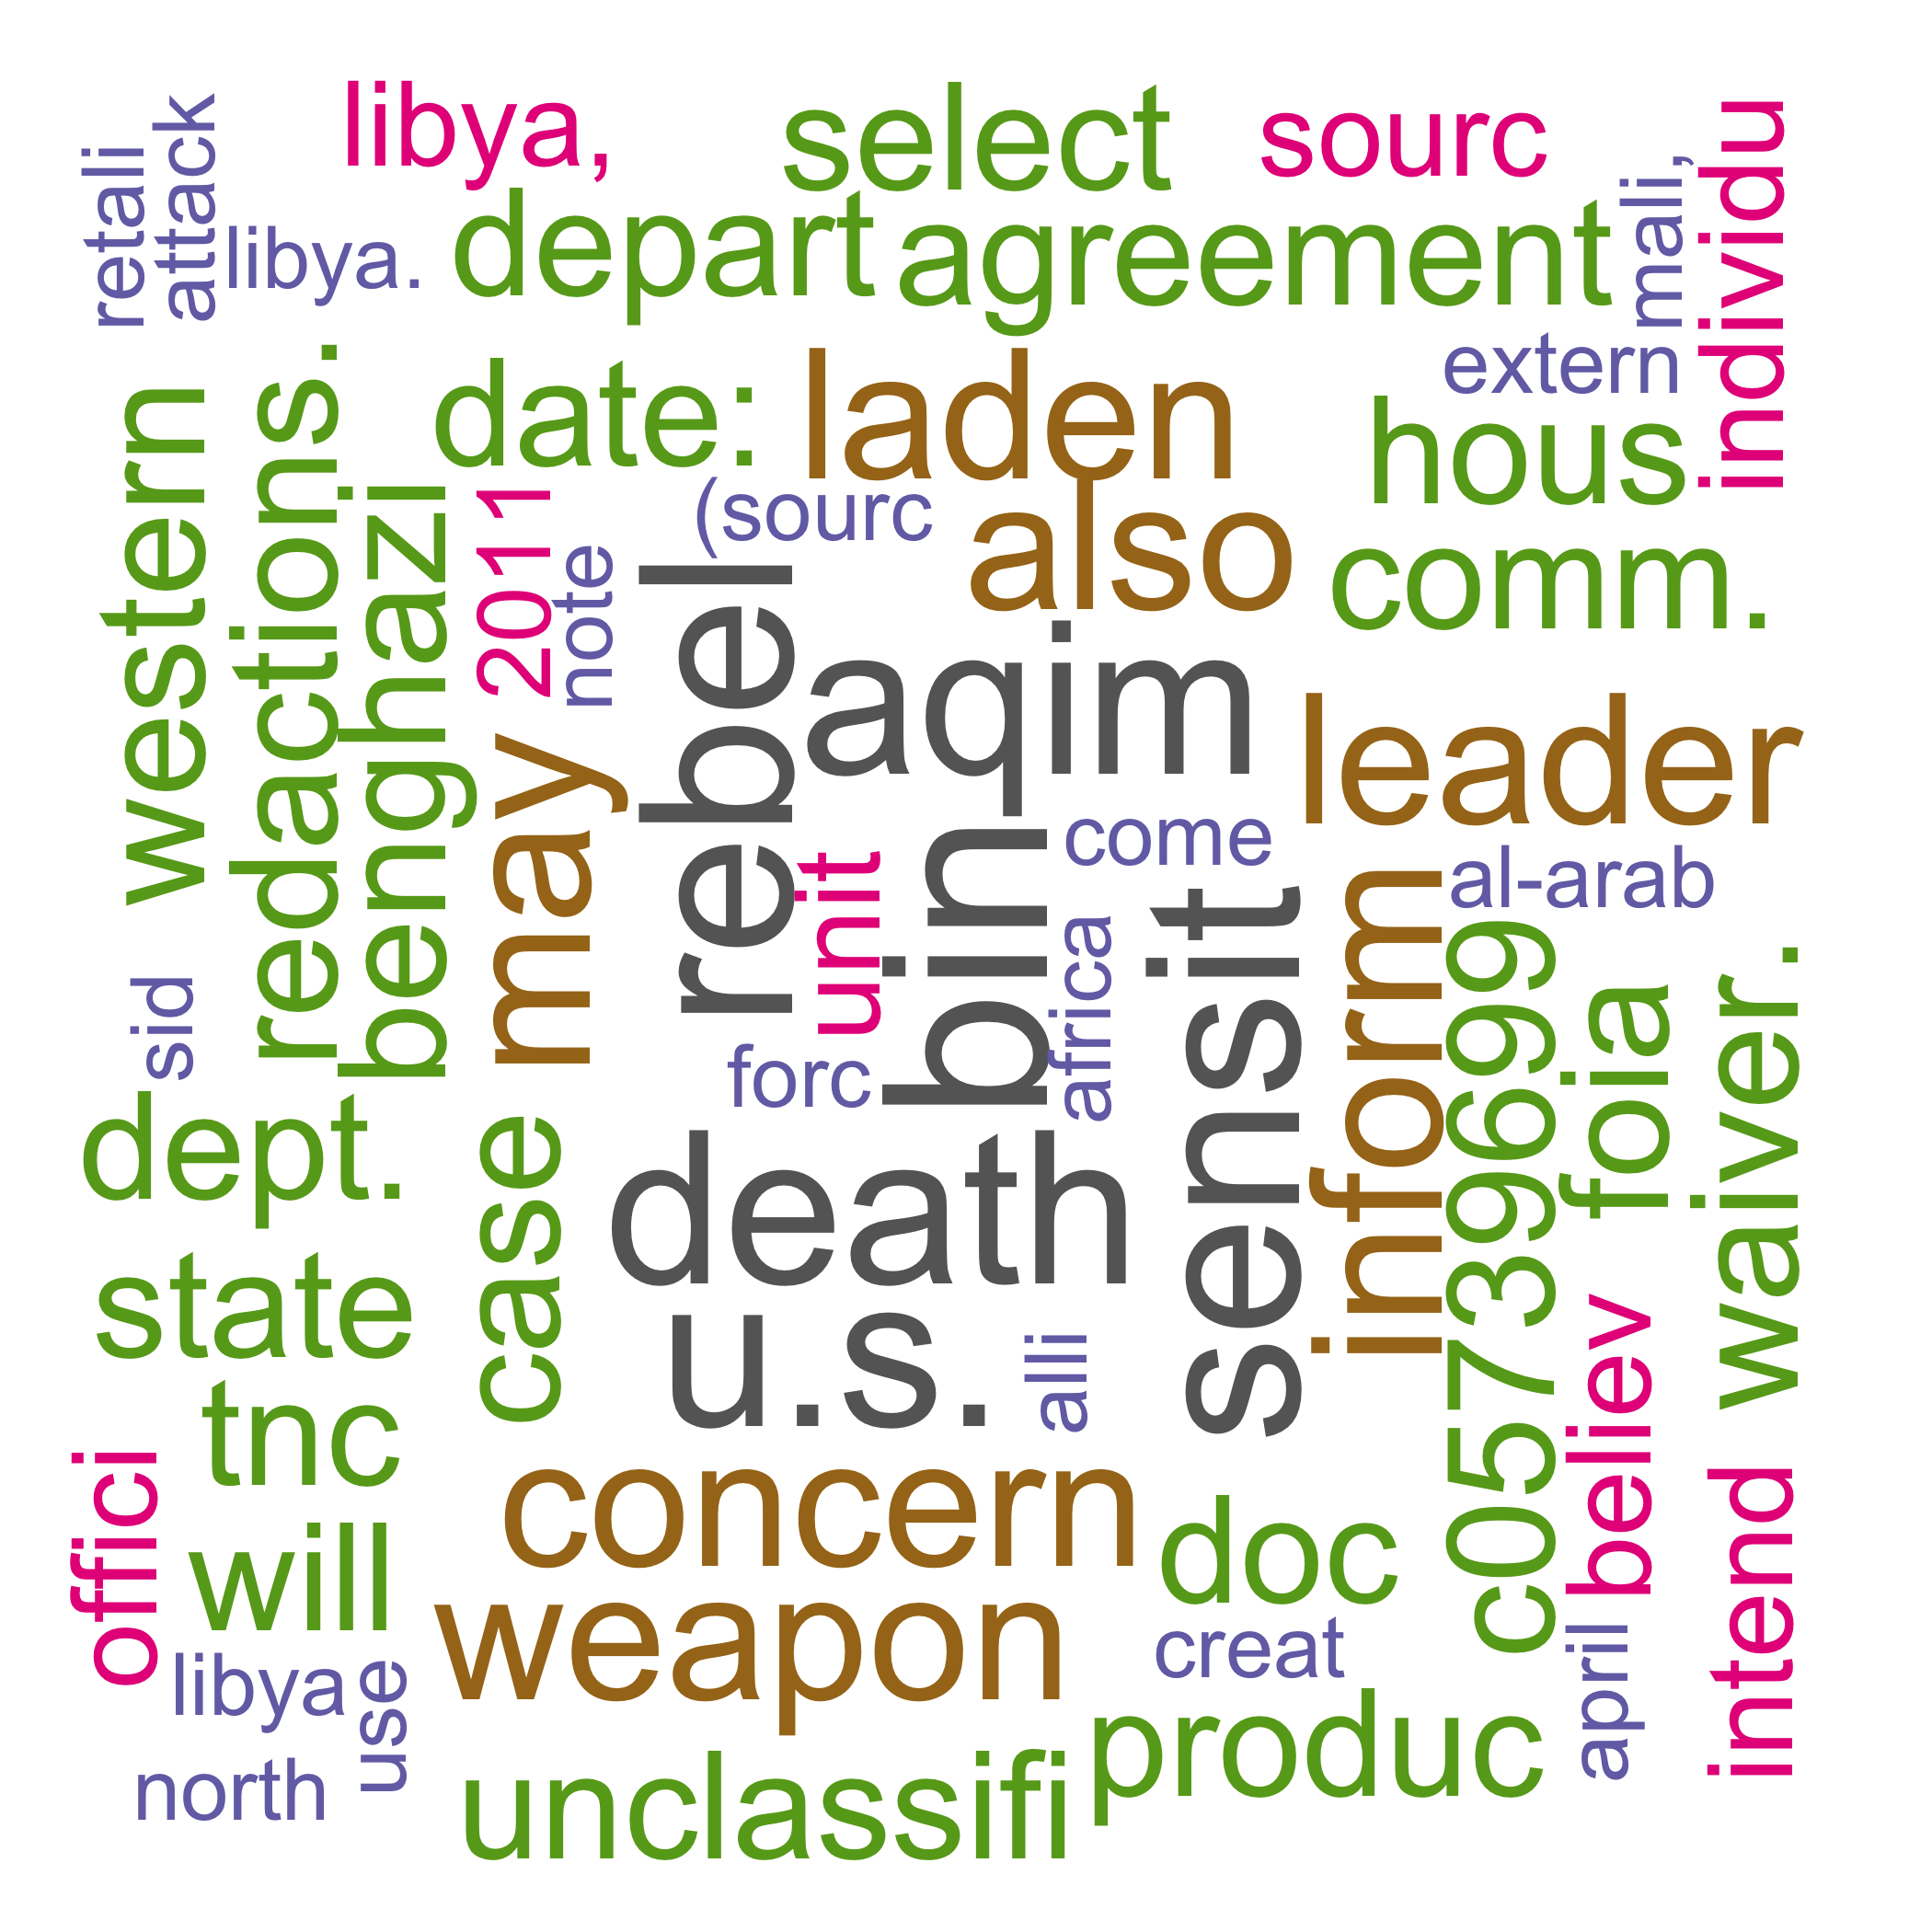 libya,
select
sourc
retalii
attack
libya.
depart
agreement
mali,
individu
extern
western
redactions.
date:
laden
hous
benghazi
2011
note
(sourc
also
comm.
rebel
aqim
may
leader
unit
bin
come
sensit
inform
al-arab
c05739699
foia
waiver.
sid
forc
africa
dept.
case
death
state
u.s.
alli
tnc
offici
concern
will
doc
believ
intend
weapon
libya
use
creat
april
north
unclassifi
produc